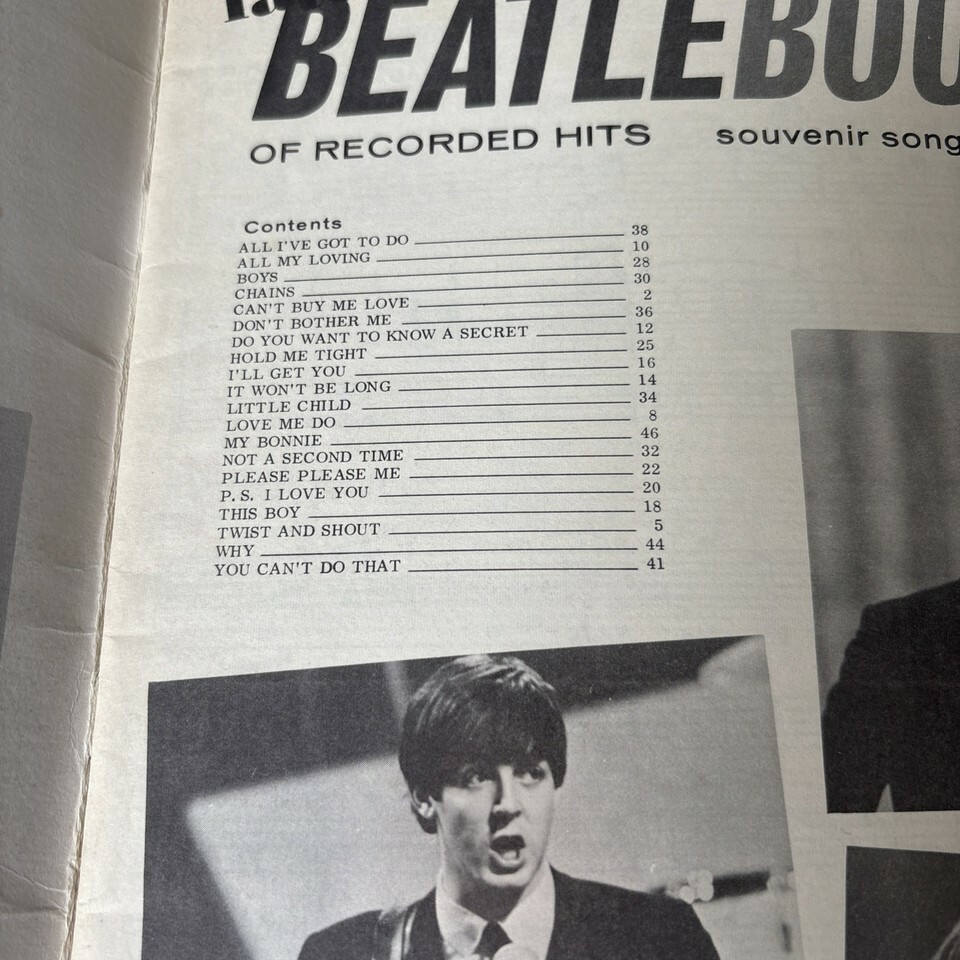 BEATLE
OF RECORDED HITS souvenir song
Contents
ALL I'VE GOT TO DO 38
ALL MY LOVING 10
BOYS 28
CHAINS 30
CAN'T BUY ME LOVE 2
DON'T BOTHER ME 36
DO YOU WANT TO KNOW A SECRET 12
HOLD ME TIGHT 25
I'LL GET YOU 16
IT WON'T BE LONG 14
LITTLE CHILD 34
LOVE ME DO 8
MY BONNIE 46
NOT A SECOND TIME 32
PLEASE PLEASE ME 22
P.S. I LOVE YOU 20
THIS BOY 18
TWIST AND SHOUT 5
WHY 44
YOU CAN'T DO THAT 41